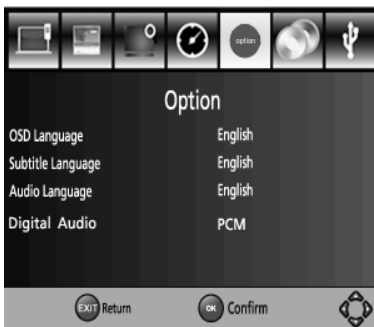 option
Option
OSD Language English
Subtitle Language English
Audio Language English
Digital Audio PCM
EXIT Return OK Confirm